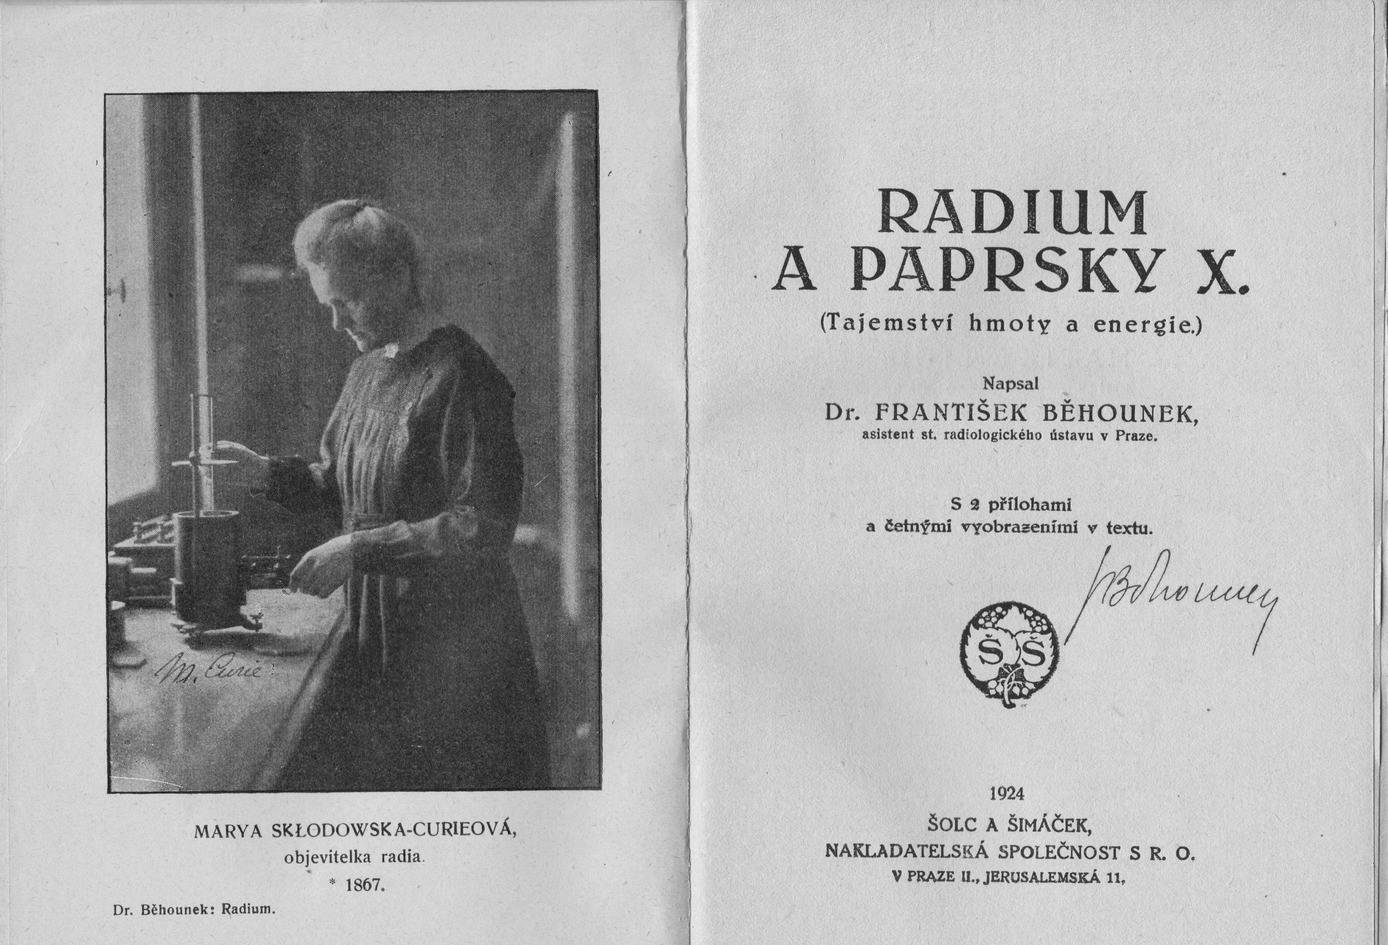 M. Curie
MARYA SKŁODOWSKA-CURIEOVÁ,
objevitelka radia.
* 1867.
Dr. Běhounek: Radium.
RADIUM
A PAPRSKY X.
(Tajemství hmoty a energie.)
Napsal
Dr. FRANTIŠEK BĚHOUNEK,
asistent st. radiologického ústavu v Praze.
S 2 přílohami
a četnými vyobrazeními v textu.
Běhounek
Š Š
1924
ŠOLC A ŠIMÁČEK,
NAKLADATELSKÁ SPOLEČNOST S R. O.
V PRAZE II., JERUSALEMSKÁ 11,